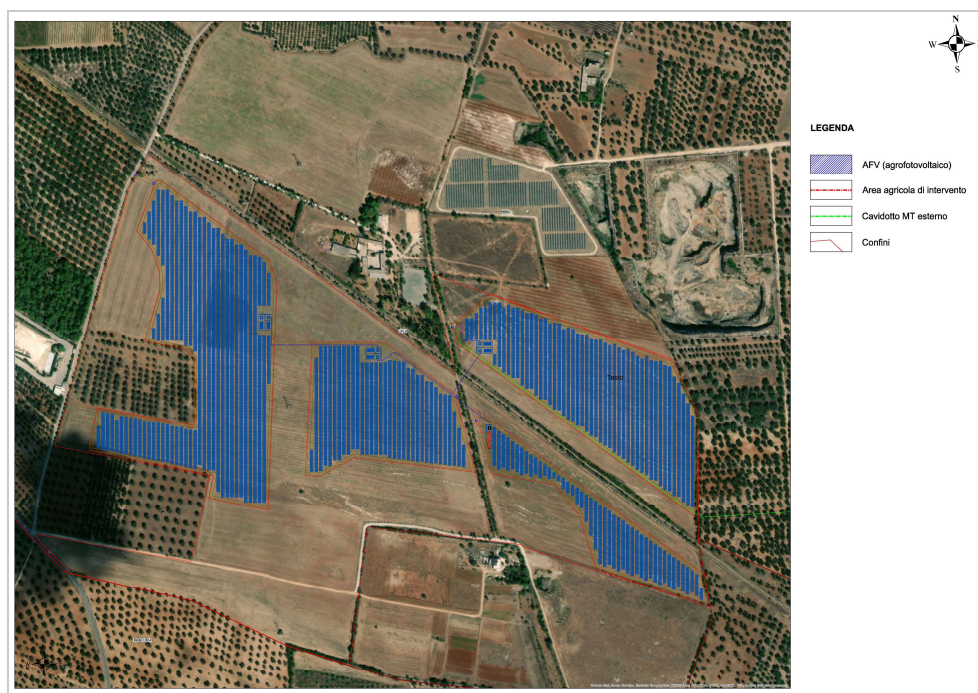 N
W
E
S
LEGENDA
AFV (agrofotovoltaico)
Area agricola di intervento
Cavidotto MT esterno
Confini
Testo